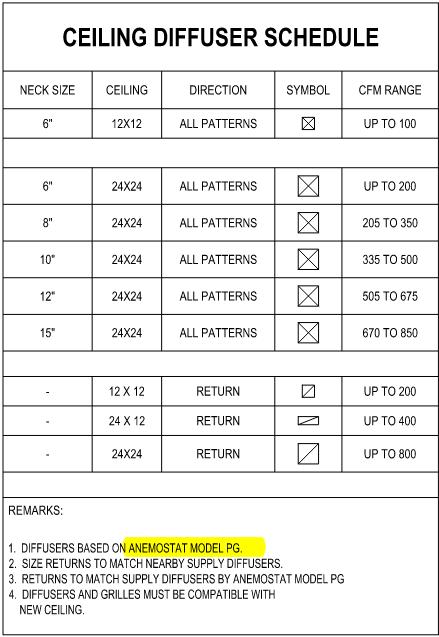 CEILING DIFFUSER SCHEDULE
NECK SIZE CEILING DIRECTION SYMBOL CFM RANGE
6" 12X12 ALL PATTERNS UP TO 100
6" 24X24 ALL PATTERNS UP TO 200
8" 24X24 ALL PATTERNS 205 TO 350
10" 24X24 ALL PATTERNS 335 TO 500
12" 24X24 ALL PATTERNS 505 TO 675
15" 24X24 ALL PATTERNS 670 TO 850
- 12 X 12 RETURN UP TO 200
- 24 X 12 RETURN UP TO 400
- 24X24 RETURN UP TO 800
REMARKS:
1. DIFFUSERS BASED ON ANEMOSTAT MODEL PG.
2. SIZE RETURNS TO MATCH NEARBY SUPPLY DIFFUSERS.
3. RETURNS TO MATCH SUPPLY DIFFUSERS BY ANEMOSTAT MODEL PG
4. DIFFUSERS AND GRILLES MUST BE COMPATIBLE WITH
NEW CEILING.